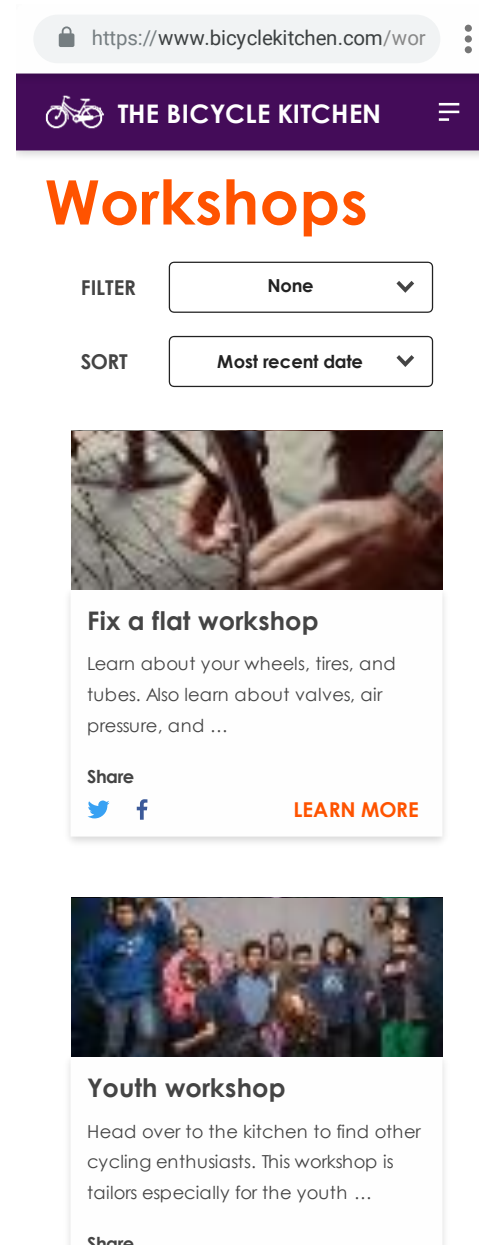 https://www.bicyclekitchen.com/wor
THE BICYCLE KITCHEN
Workshops
FILTER None
SORT Most recent date
Fix a flat workshop
Learn about your wheels, tires, and
tubes. Also learn about valves, air
pressure, and …
Share
LEARN MORE
Youth workshop
Head over to the kitchen to find other
cycling enthusiasts. This workshop is
tailors especially for the youth …
Share